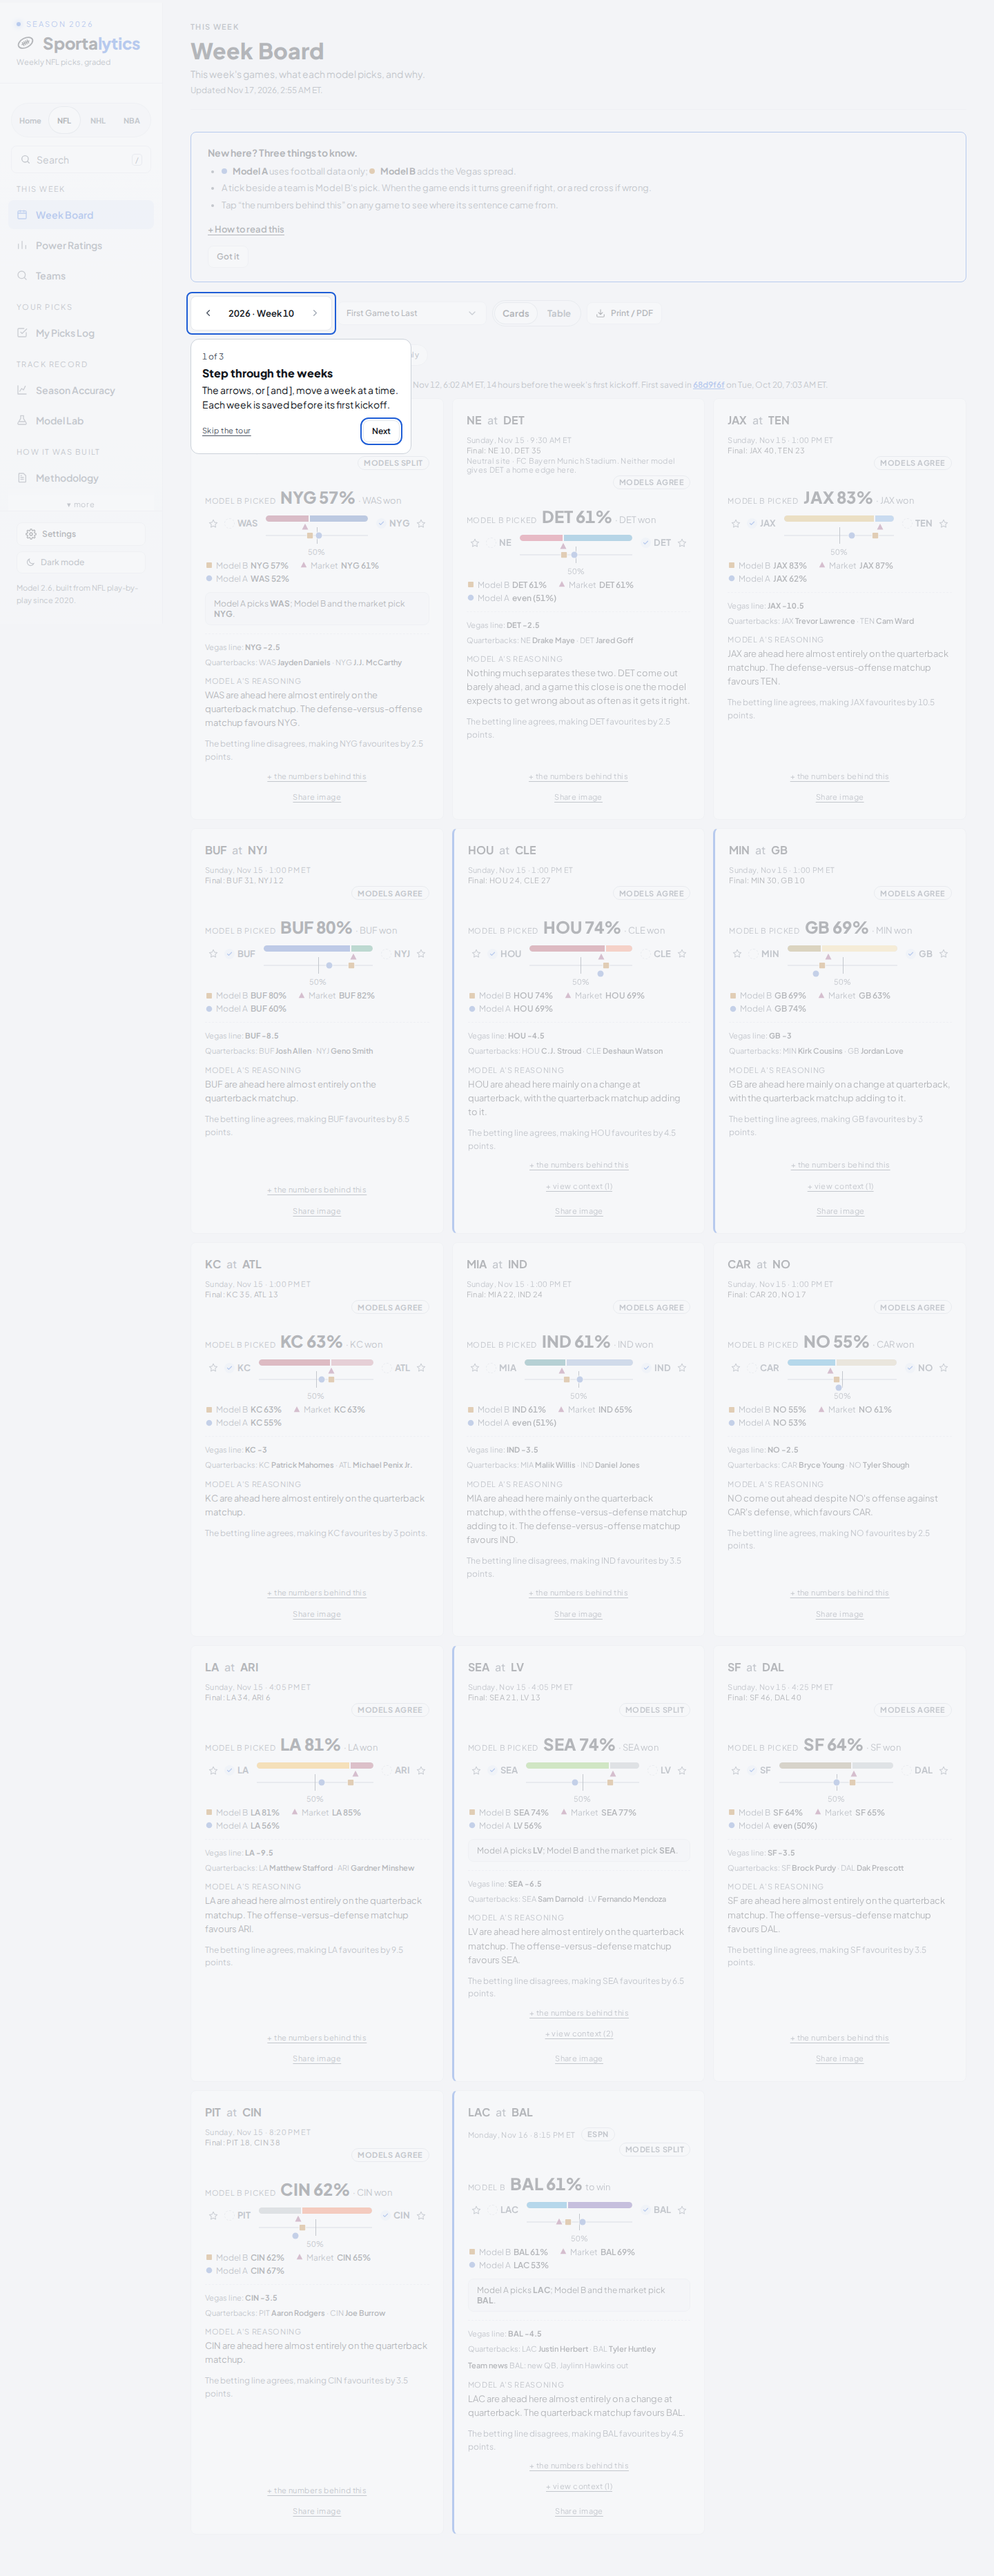 SEASON 2026
Sportalytics
Weekly NFL picks, graded
Home NFL NHL NBA
Search /
THIS WEEK
Week Board
Power Ratings
Teams
YOUR PICKS
My Picks Log
TRACK RECORD
Season Accuracy
Model Lab
HOW IT WAS BUILT
Methodology
▾ more
Settings
Dark mode
Model 2.6, built from NFL play-by-
play since 2020.
THIS WEEK
Week Board
This week's games, what each model picks, and why.
Updated Nov 17, 2026, 2:55 AM ET
New here? Three things to know.
• Model A uses football data only; Model B adds the Vegas spread.
• A tick beside a team is Model B's pick. When the game ends it turns green if right, or a red cross if wrong.
• Tap "the numbers behind this" on any game to see where its sentence came from.
+ How to read this
Got it
2026 · Week 10
First Game to Last
Cards Table
Print / PDF
1 of 3
Step through the weeks
The arrows, or [ and ], move a week at a time.
Each week is saved before its first kickoff.
Skip the tour Next
Nov 12, 6:02 AM ET, 14 hours before the week's first kickoff. First saved in 68d9f6f on Tue, Oct 20, 7:03 AM ET.
MODELS SPLIT
MODEL B PICKED NYG 57% · WAS won
WAS NYG
50%
Model B NYG 57% Market NYG 61%
Model A WAS 52%
Model A picks WAS; Model B and the market pick
NYG.
Vegas line: NYG -2.5
Quarterbacks: WAS Jayden Daniels · NYG J.J. McCarthy
MODEL A'S REASONING
WAS are ahead here almost entirely on the
quarterback matchup. The defense-versus-offense
matchup favours NYG.
The betting line disagrees, making NYG favourites by 2.5
points.
+ the numbers behind this
Share image
NE at DET
Sunday, Nov 15 · 9:30 AM ET
Final: NE 10, DET 35
Neutral site · FC Bayern Munich Stadium. Neither model
gives DET a home edge here.
MODELS AGREE
MODEL B PICKED DET 61% · DET won
NE DET
50%
Model B DET 61% Market DET 61%
Model A even (51%)
Vegas line: DET -2.5
Quarterbacks: NE Drake Maye · DET Jared Goff
MODEL A'S REASONING
Nothing much separates these two. DET come out
barely ahead, and a game this close is one the model
expects to get wrong about as often as it gets it right.
The betting line agrees, making DET favourites by 2.5
points.
+ the numbers behind this
Share image
JAX at TEN
Sunday, Nov 15 · 1:00 PM ET
Final: JAX 40, TEN 23
MODELS AGREE
MODEL B PICKED JAX 83% · JAX won
JAX TEN
50%
Model B JAX 83% Market JAX 87%
Model A JAX 62%
Vegas line: JAX -10.5
Quarterbacks: JAX Trevor Lawrence · TEN Cam Ward
MODEL A'S REASONING
JAX are ahead here almost entirely on the quarterback
matchup. The defense-versus-offense matchup
favours TEN.
The betting line agrees, making JAX favourites by 10.5
points.
+ the numbers behind this
Share image
BUF at NYJ
Sunday, Nov 15 · 1:00 PM ET
Final: BUF 31, NYJ 12
MODELS AGREE
MODEL B PICKED BUF 80% · BUF won
BUF NYJ
50%
Model B BUF 80% Market BUF 82%
Model A BUF 60%
Vegas line: BUF -8.5
Quarterbacks: BUF Josh Allen · NYJ Geno Smith
MODEL A'S REASONING
BUF are ahead here almost entirely on the
quarterback matchup.
The betting line agrees, making BUF favourites by 8.5
points.
+ the numbers behind this
Share image
HOU at CLE
Sunday, Nov 15 · 1:00 PM ET
Final: HOU 24, CLE 27
MODELS AGREE
MODEL B PICKED HOU 74% · CLE won
HOU CLE
50%
Model B HOU 74% Market HOU 69%
Model A HOU 69%
Vegas line: HOU -4.5
Quarterbacks: HOU C.J. Stroud · CLE Deshaun Watson
MODEL A'S REASONING
HOU are ahead here mainly on a change at
quarterback, with the quarterback matchup adding
to it.
The betting line agrees, making HOU favourites by 4.5
points.
+ the numbers behind this
+ view context (1)
Share image
MIN at GB
Sunday, Nov 15 · 1:00 PM ET
Final: MIN 30, GB 10
MODELS AGREE
MODEL B PICKED GB 69% · MIN won
MIN GB
50%
Model B GB 69% Market GB 63%
Model A GB 74%
Vegas line: GB -3
Quarterbacks: MIN Kirk Cousins · GB Jordan Love
MODEL A'S REASONING
GB are ahead here mainly on a change at quarterback,
with the quarterback matchup adding to it.
The betting line agrees, making GB favourites by 3
points.
+ the numbers behind this
+ view context (1)
Share image
KC at ATL
Sunday, Nov 15 · 1:00 PM ET
Final: KC 35, ATL 13
MODELS AGREE
MODEL B PICKED KC 63% · KC won
KC ATL
50%
Model B KC 63% Market KC 63%
Model A KC 55%
Vegas line: KC -3
Quarterbacks: KC Patrick Mahomes · ATL Michael Penix Jr.
MODEL A'S REASONING
KC are ahead here almost entirely on the quarterback
matchup.
The betting line agrees, making KC favourites by 3 points.
+ the numbers behind this
Share image
MIA at IND
Sunday, Nov 15 · 1:00 PM ET
Final: MIA 22, IND 24
MODELS AGREE
MODEL B PICKED IND 61% · IND won
MIA IND
50%
Model B IND 61% Market IND 65%
Model A even (51%)
Vegas line: IND -3.5
Quarterbacks: MIA Malik Willis · IND Daniel Jones
MODEL A'S REASONING
MIA are ahead here mainly on the quarterback
matchup, with the offense-versus-defense matchup
adding to it. The defense-versus-offense matchup
favours IND.
The betting line disagrees, making IND favourites by 3.5
points.
+ the numbers behind this
Share image
CAR at NO
Sunday, Nov 15 · 1:00 PM ET
Final: CAR 20, NO 17
MODELS AGREE
MODEL B PICKED NO 55% · CAR won
CAR NO
50%
Model B NO 55% Market NO 61%
Model A NO 53%
Vegas line: NO -2.5
Quarterbacks: CAR Bryce Young · NO Tyler Shough
MODEL A'S REASONING
NO come out ahead despite NO's offense against
CAR's defense, which favours CAR.
The betting line agrees, making NO favourites by 2.5
points.
+ the numbers behind this
Share image
LA at ARI
Sunday, Nov 15 · 4:05 PM ET
Final: LA 34, ARI 6
MODELS AGREE
MODEL B PICKED LA 81% · LA won
LA ARI
50%
Model B LA 81% Market LA 85%
Model A LA 56%
Vegas line: LA -9.5
Quarterbacks: LA Matthew Stafford · ARI Gardner Minshew
MODEL A'S REASONING
LA are ahead here almost entirely on the quarterback
matchup. The offense-versus-defense matchup
favours ARI.
The betting line agrees, making LA favourites by 9.5
points.
+ the numbers behind this
Share image
SEA at LV
Sunday, Nov 15 · 4:05 PM ET
Final: SEA 21, LV 13
MODELS SPLIT
MODEL B PICKED SEA 74% · SEA won
SEA LV
50%
Model B SEA 74% Market SEA 77%
Model A LV 56%
Model A picks LV; Model B and the market pick SEA.
Vegas line: SEA -6.5
Quarterbacks: SEA Sam Darnold · LV Fernando Mendoza
MODEL A'S REASONING
LV are ahead here almost entirely on the quarterback
matchup. The offense-versus-defense matchup
favours SEA.
The betting line disagrees, making SEA favourites by 6.5
points.
+ the numbers behind this
+ view context (2)
Share image
SF at DAL
Sunday, Nov 15 · 4:25 PM ET
Final: SF 46, DAL 40
MODELS AGREE
MODEL B PICKED SF 64% · SF won
SF DAL
50%
Model B SF 64% Market SF 65%
Model A even (50%)
Vegas line: SF -3.5
Quarterbacks: SF Brock Purdy · DAL Dak Prescott
MODEL A'S REASONING
SF are ahead here almost entirely on the quarterback
matchup. The offense-versus-defense matchup
favours DAL.
The betting line agrees, making SF favourites by 3.5
points.
+ the numbers behind this
Share image
PIT at CIN
Sunday, Nov 15 · 8:20 PM ET
Final: PIT 18, CIN 38
MODELS AGREE
MODEL B PICKED CIN 62% · CIN won
PIT CIN
50%
Model B CIN 62% Market CIN 65%
Model A CIN 67%
Vegas line: CIN -3.5
Quarterbacks: PIT Aaron Rodgers · CIN Joe Burrow
MODEL A'S REASONING
CIN are ahead here almost entirely on the quarterback
matchup.
The betting line agrees, making CIN favourites by 3.5
points.
+ the numbers behind this
Share image
LAC at BAL
Monday, Nov 16 · 8:15 PM ET ESPN
MODELS SPLIT
MODEL B BAL 61% to win
LAC BAL
50%
Model B BAL 61% Market BAL 69%
Model A LAC 53%
Model A picks LAC; Model B and the market pick
BAL.
Vegas line: BAL -4.5
Quarterbacks: LAC Justin Herbert · BAL Tyler Huntley
Team news BAL: new QB, Jaylinn Hawkins out
MODEL A'S REASONING
LAC are ahead here almost entirely on a change at
quarterback. The quarterback matchup favours BAL.
The betting line disagrees, making BAL favourites by 4.5
points.
+ the numbers behind this
+ view context (1)
Share image